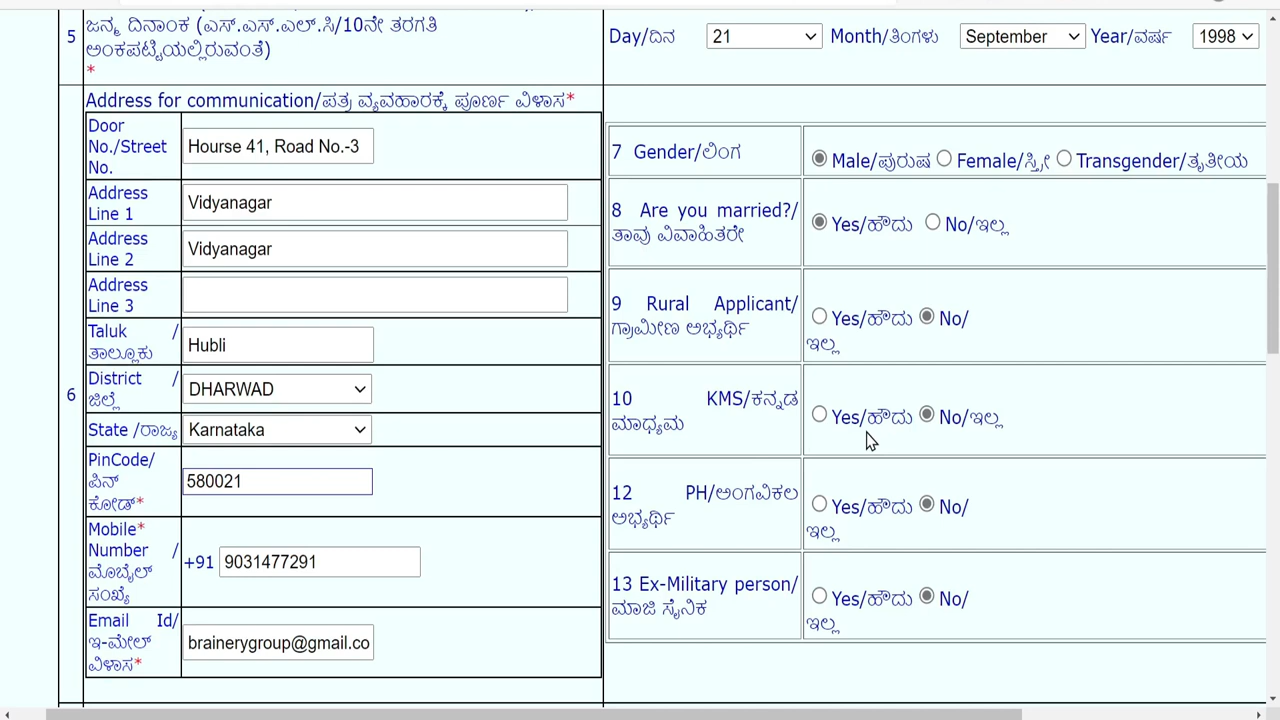 5
ಜನ್ಮ ದಿನಾಂಕ (ಎಸ್.ಎಸ್.ಎಲ್.ಸಿ/10ನೇ ತರಗತಿ
ಅಂಕಪಟ್ಟಿಯಲ್ಲಿರುವಂತೆ)
*
Day/ದಿನ 21 Month/ತಿಂಗಳು September Year/ವರ್ಷ 1998
6
Address for communication/ಪತ್ರ ವ್ಯವಹಾರಕ್ಕೆ ಪೂರ್ಣ ವಿಳಾಸ*
Door
No./Street
No.
Hourse 41, Road No.-3
Address
Line 1
Vidyanagar
Address
Line 2
Vidyanagar
Address
Line 3
Taluk /
ತಾಲ್ಲೂಕು
Hubli
District /
ಜಿಲ್ಲೆ
DHARWAD
State /ರಾಜ್ಯ
Karnataka
PinCode/
ಪಿನ್
ಕೋಡ್*
580021
Mobile*
Number /
ಮೊಬೈಲ್
ಸಂಖ್ಯೆ
+91 9031477291
Email Id/
ಇ-ಮೇಲ್
ವಿಳಾಸ*
brainerygroup@gmail.co
7 Gender/ಲಿಂಗ
Male/ಪುರುಷ Female/ಸ್ತ್ರೀ Transgender/ತೃತೀಯ
8 Are you married?/
ತಾವು ವಿವಾಹಿತರೇ
Yes/ಹೌದು No/ಇಲ್ಲ
9 Rural Applicant/
ಗ್ರಾಮೀಣ ಅಭ್ಯರ್ಥಿ
Yes/ಹೌದು No/
ಇಲ್ಲ
10 KMS/ಕನ್ನಡ
ಮಾಧ್ಯಮ
Yes/ಹೌದು No/ಇಲ್ಲ
12 PH/ಅಂಗವಿಕಲ
ಅಭ್ಯರ್ಥಿ
Yes/ಹೌದು No/
ಇಲ್ಲ
13 Ex-Military person/
ಮಾಜಿ ಸೈನಿಕ
Yes/ಹೌದು No/
ಇಲ್ಲ